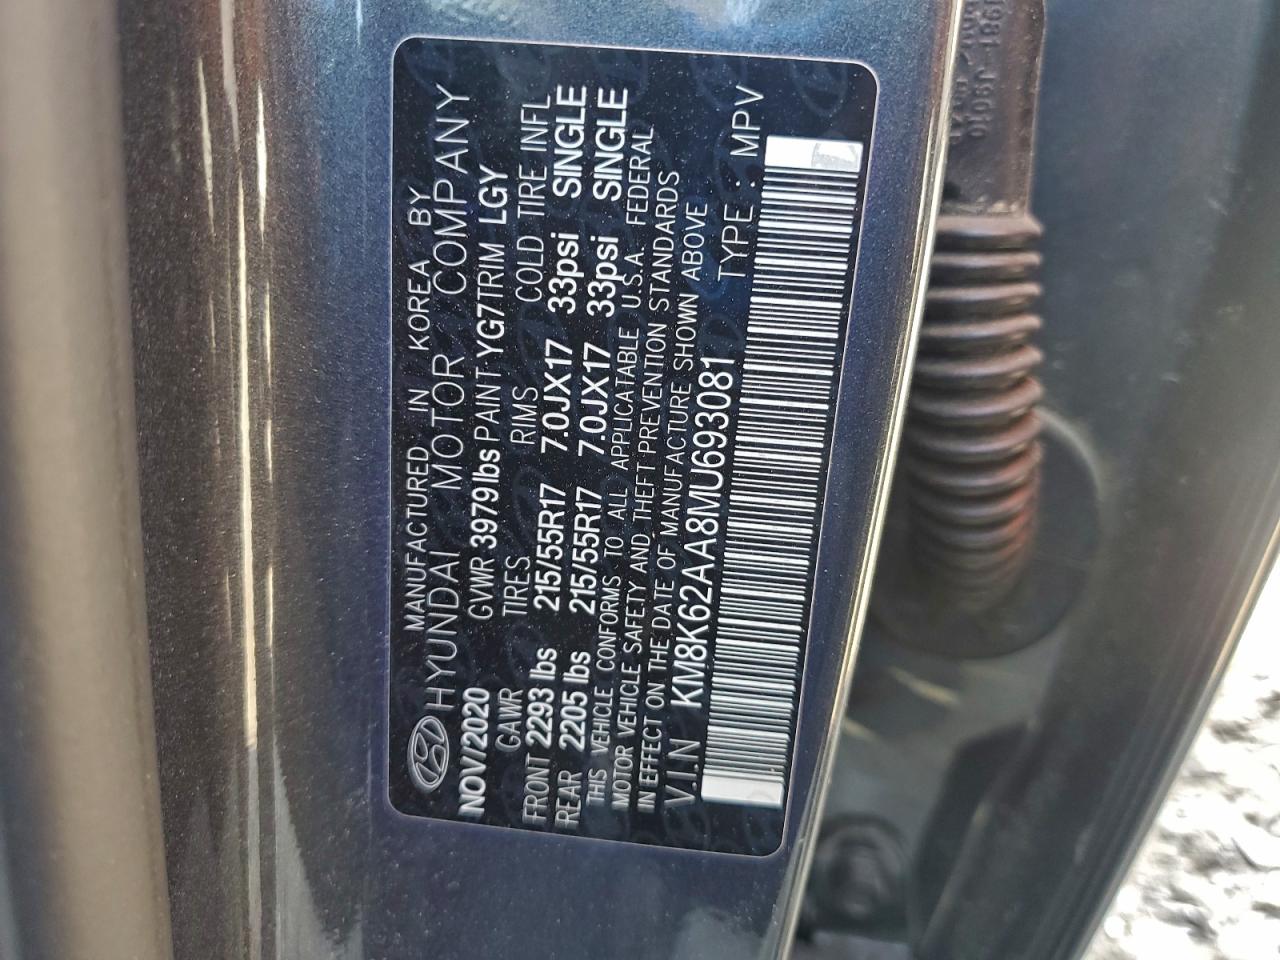 MANUFACTURED IN KOREA BY
HYUNDAI MOTOR COMPANY
NOV/2020 GVWR 3979 lbs PAINT YG7TRIM LGY
GAWR TIRES RIMS COLD TIRE INFL
FRONT 2293 lbs 215/55R17 7.0JX17 33psi SINGLE
REAR 2205 lbs 215/55R17 7.0JX17 33psi SINGLE
THIS VEHICLE CONFORMS TO ALL APPLICATABLE U.S.A. FEDERAL
MOTOR VEHICLE SAFETY AND THEFT PREVENTION STANDARDS
IN EFFECT ON THE DATE OF MANUFACTURE SHOWN ABOVE
V.I.N KM8K62AA8MU693081 TYPE : MPV